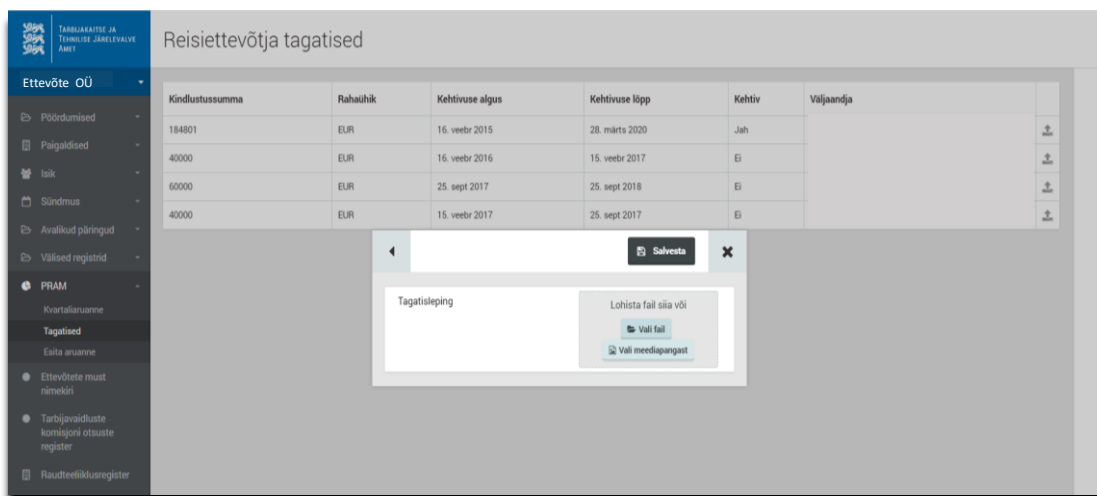 TARBIJAKAITSE JA
TEHNILISE JÄRELEVALVE
AMET
Reisiettevõtja tagatised
Ettevõte OÜ
Pöördumised
Paigaldised
Isik
Sündmus
Avalikud päringud
Välised registrid
PRAM
Kvartaliaruanne
Tagatised
Esita aruanne
Ettevõtete must
nimekiri
Tarbijavaidluste
komisjoni otsuste
register
Raudteeliiklusregister
Kindlustussumma Rahaühik Kehtivuse algus Kehtivuse lõpp Kehtiv Väljaandja
184801 EUR 16. veebr 2015 28. märts 2020 Jah
40000 EUR 16. veebr 2016 15. veebr 2017 Ei
60000 EUR 25. sept 2017 25. sept 2018 Ei
40000 EUR 15. veebr 2017 25. sept 2017 Ei
Salvesta
Tagatisleping
Lohista fail siia või
Vali fail
Vali meediapangast